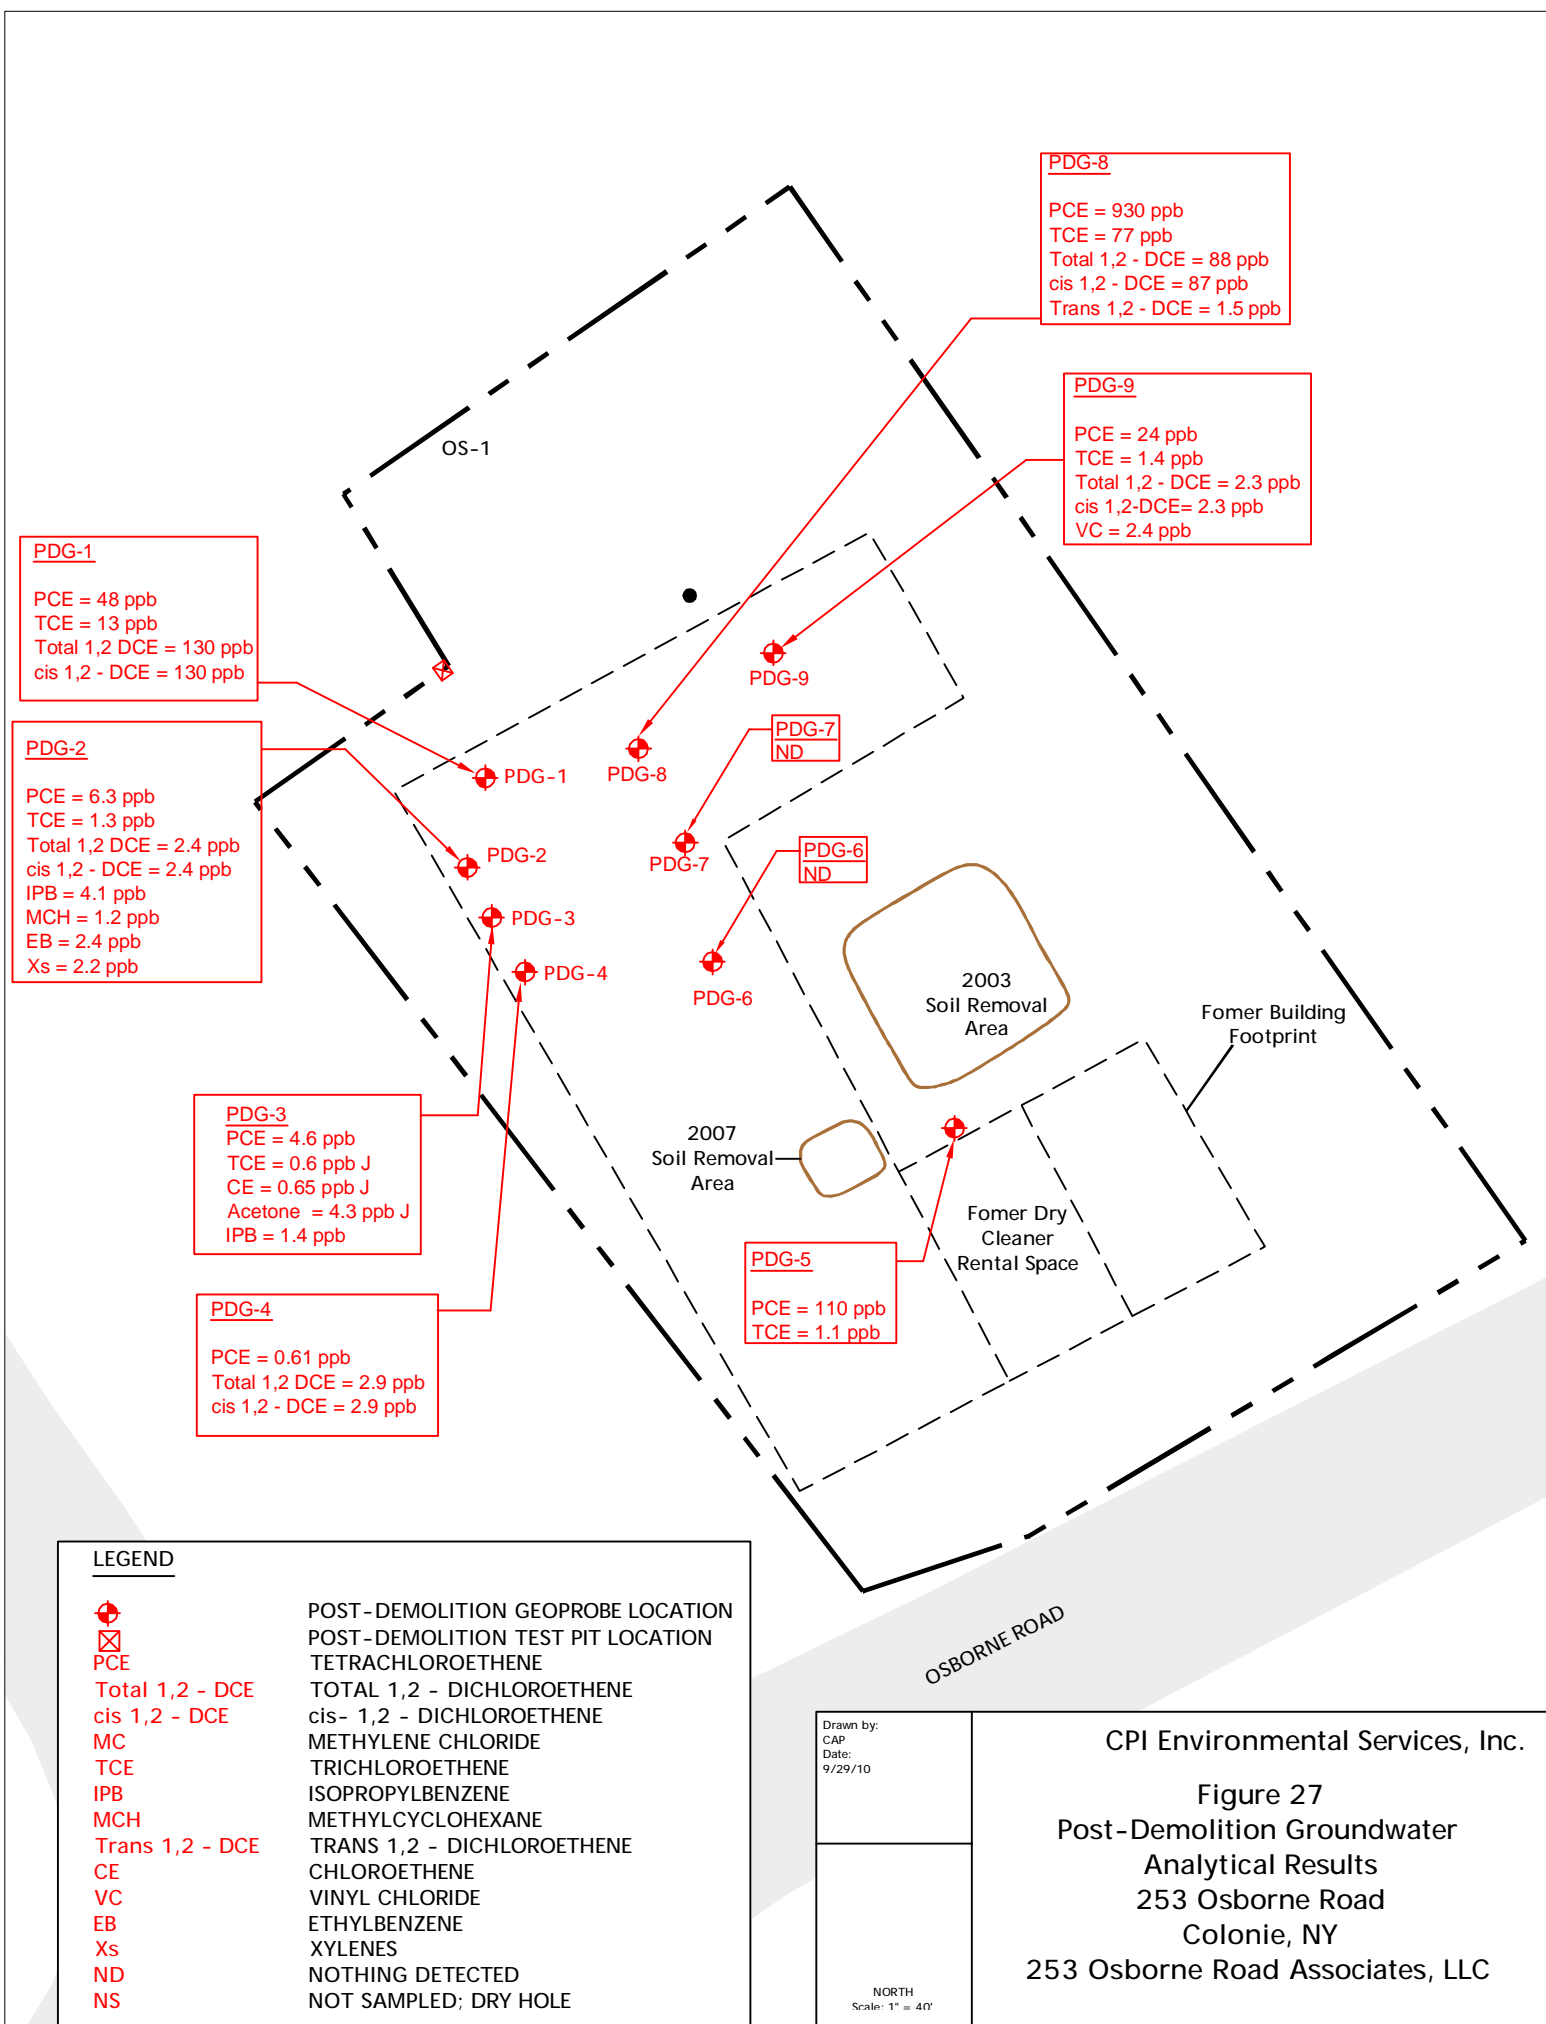 PDG-8
PCE = 930 ppb
TCE = 77 ppb
Total 1,2 - DCE = 88 ppb
cis 1,2 - DCE = 87 ppb
Trans 1,2 - DCE = 1.5 ppb
PDG-9
PCE = 24 ppb
TCE = 1.4 ppb
Total 1,2 - DCE = 2.3 ppb
cis 1,2-DCE= 2.3 ppb
VC = 2.4 ppb
OS-1
PDG-1
PCE = 48 ppb
TCE = 13 ppb
Total 1,2 DCE = 130 ppb
cis 1,2 - DCE = 130 ppb
PDG-9
PDG-7
ND
PDG-8
PDG-1
PDG-2
PCE = 6.3 ppb
TCE = 1.3 ppb
Total 1,2 DCE = 2.4 ppb
cis 1,2 - DCE = 2.4 ppb
IPB = 4.1 ppb
MCH = 1.2 ppb
EB = 2.4 ppb
Xs = 2.2 ppb
PDG-2
PDG-7
PDG-6
ND
PDG-3
PDG-4
PDG-6
2003
Soil Removal
Area
Fomer Building
Footprint
PDG-3
PCE = 4.6 ppb
TCE = 0.6 ppb J
CE = 0.65 ppb J
Acetone = 4.3 ppb J
IPB = 1.4 ppb
2007
Soil Removal
Area
Fomer Dry
Cleaner
Rental Space
PDG-5
PCE = 110 ppb
TCE = 1.1 ppb
PDG-4
PCE = 0.61 ppb
Total 1,2 DCE = 2.9 ppb
cis 1,2 - DCE = 2.9 ppb
OSBORNE ROAD
LEGEND
POST-DEMOLITION GEOPROBE LOCATION
POST-DEMOLITION TEST PIT LOCATION
PCE TETRACHLOROETHENE
Total 1,2 - DCE TOTAL 1,2 - DICHLOROETHENE
cis 1,2 - DCE cis- 1,2 - DICHLOROETHENE
MC METHYLENE CHLORIDE
TCE TRICHLOROETHENE
IPB ISOPROPYLBENZENE
MCH METHYLCYCLOHEXANE
Trans 1,2 - DCE TRANS 1,2 - DICHLOROETHENE
CE CHLOROETHENE
VC VINYL CHLORIDE
EB ETHYLBENZENE
Xs XYLENES
ND NOTHING DETECTED
NS NOT SAMPLED; DRY HOLE
Drawn by:
CAP
Date:
9/29/10
NORTH
Scale: 1" = 40'
CPI Environmental Services, Inc.
Figure 27
Post-Demolition Groundwater
Analytical Results
253 Osborne Road
Colonie, NY
253 Osborne Road Associates, LLC